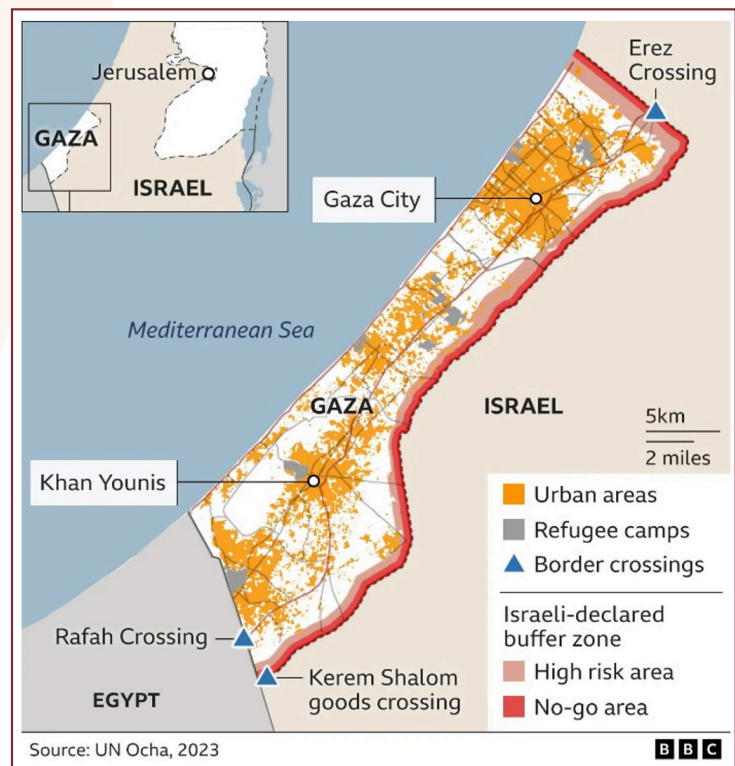 Jerusalem
GAZA
ISRAEL
Erez
Crossing
Gaza City
Mediterranean Sea
GAZA
ISRAEL
5km
2 miles
Khan Younis
Urban areas
Refugee camps
Border crossings
Israeli-declared
buffer zone
High risk area
No-go area
Rafah Crossing
Kerem Shalom
goods crossing
EGYPT
Source: UN Ocha, 2023
BBC